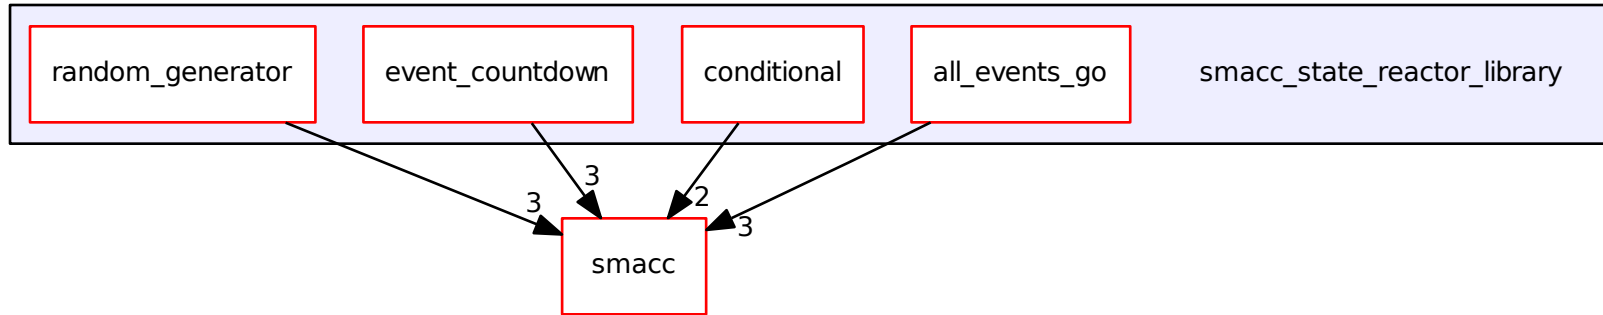 random_generator
event_countdown
conditional
all_events_go
smacc_state_reactor_library
3
3
2
3
smacc